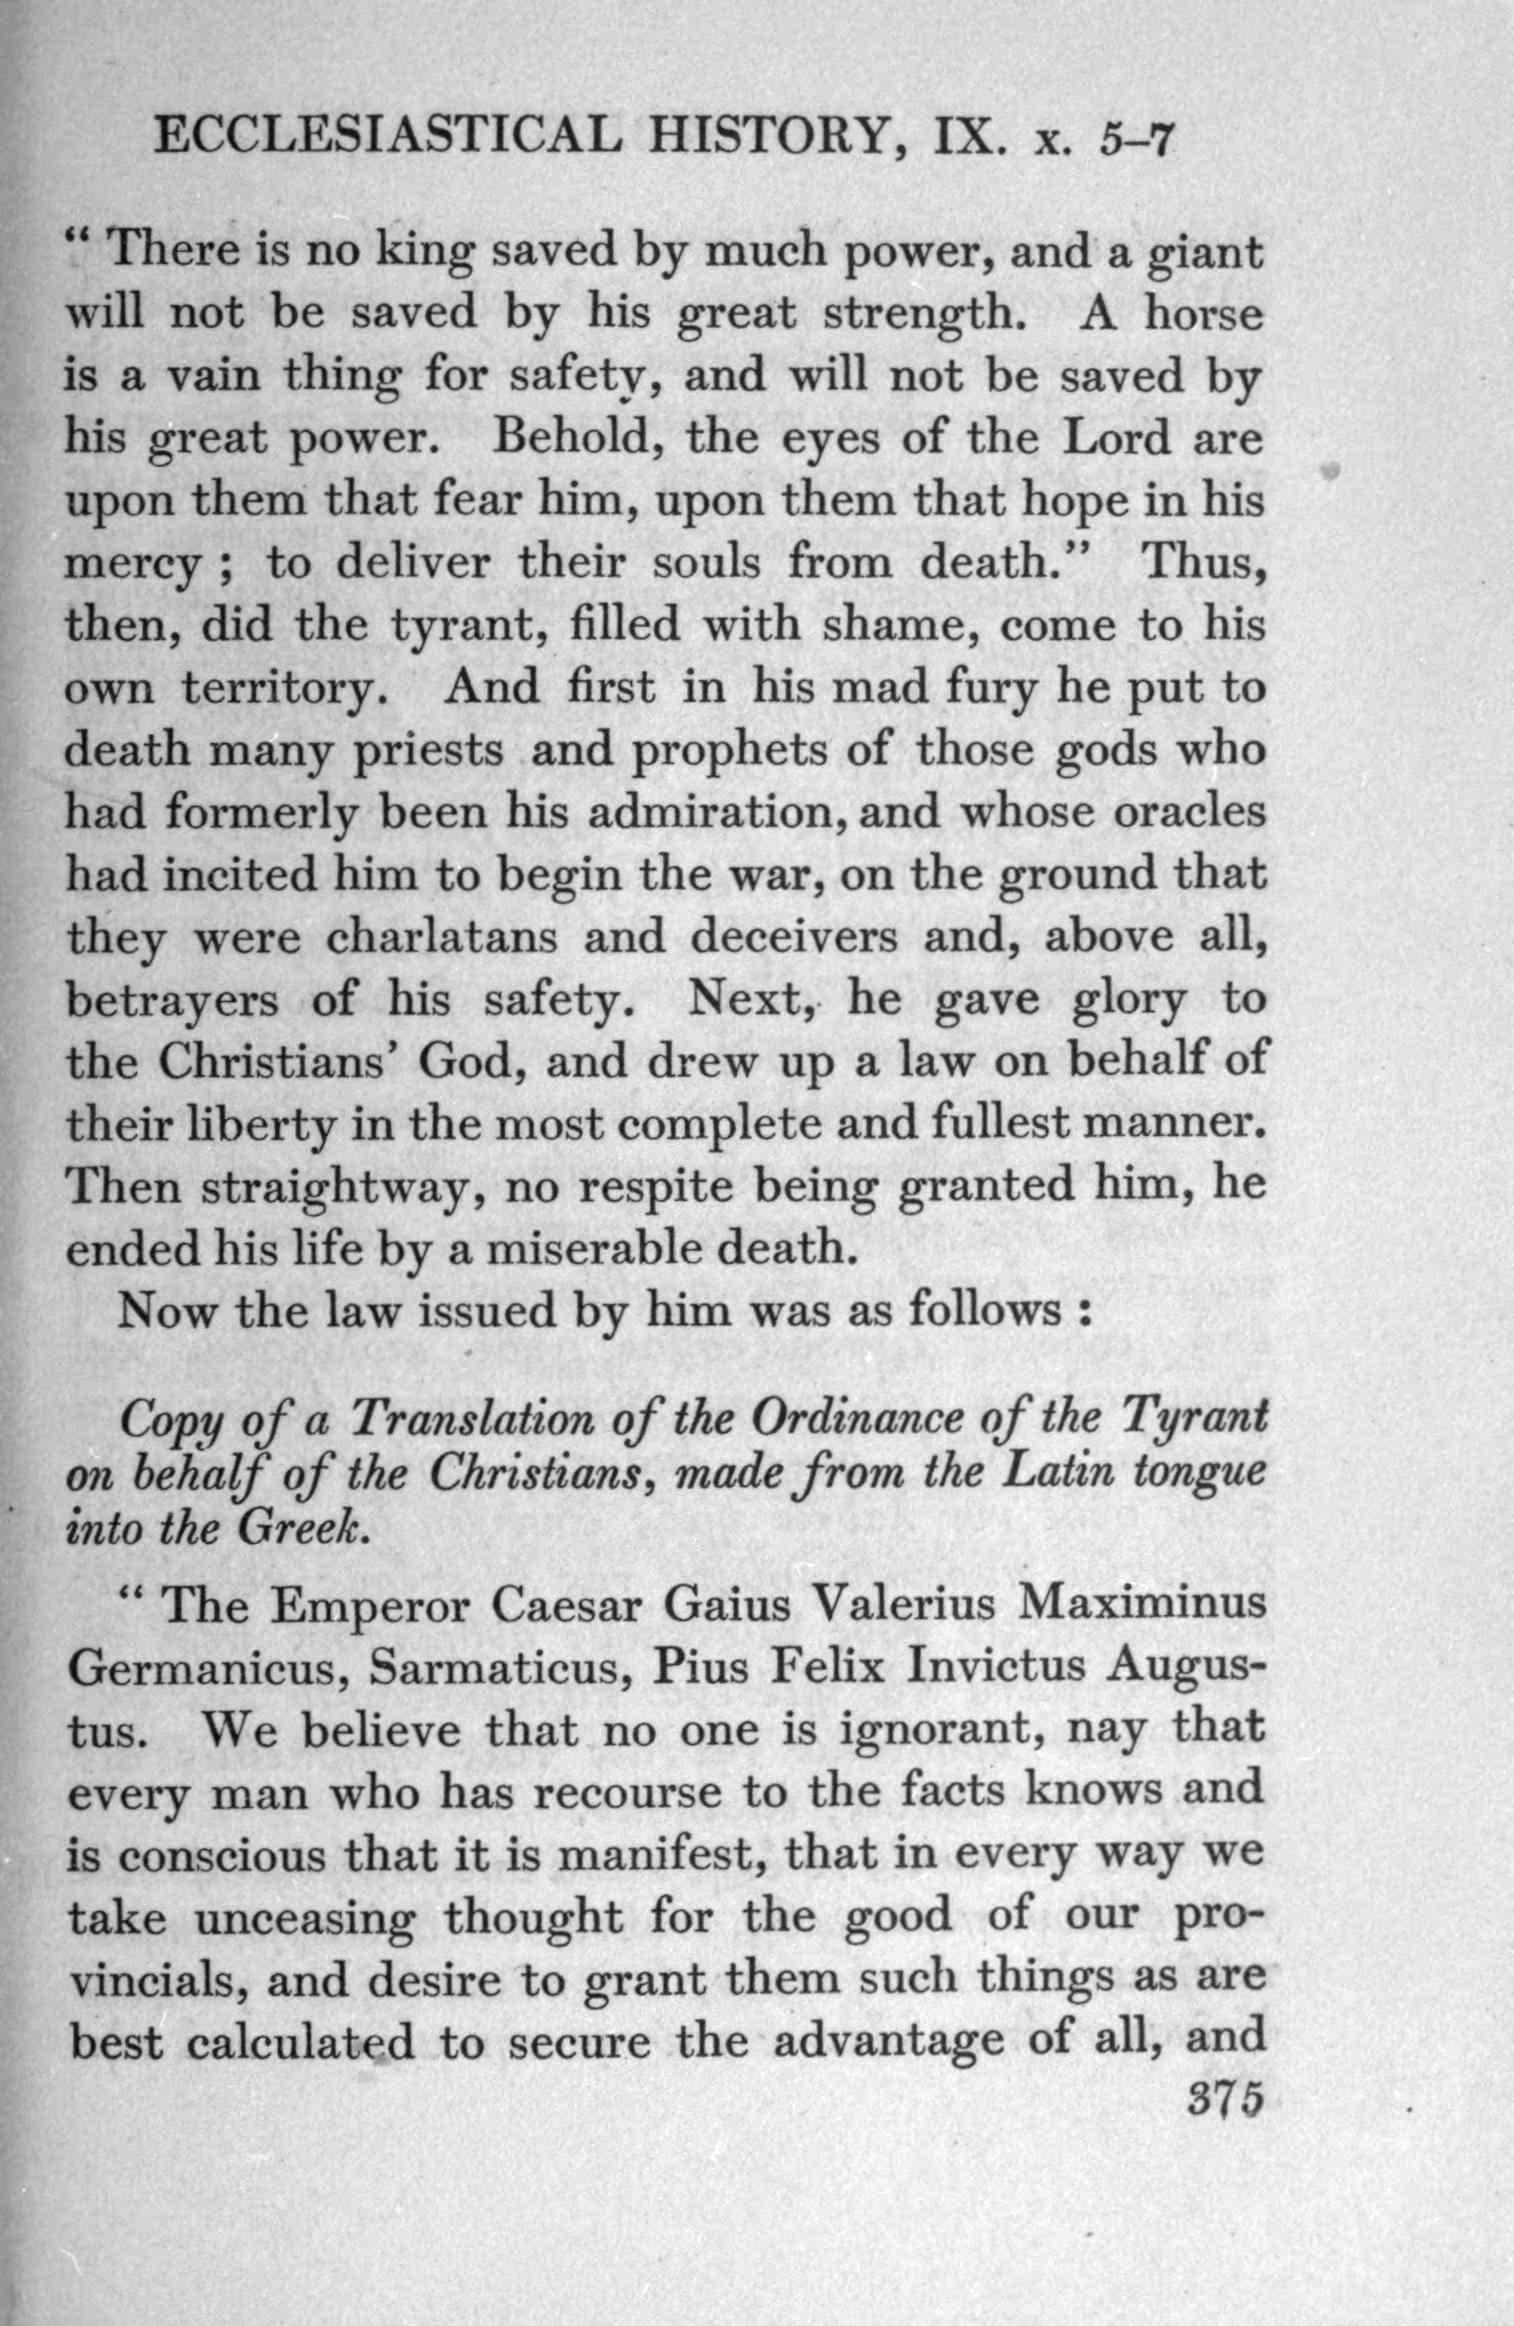 ECCLESIASTICAL HISTORY, IX. x. 5–7
“ There is no king saved by much power, and a giant
will not be saved by his great strength. A horse
is a vain thing for safety, and will not be saved by
his great power. Behold, the eyes of the Lord are
upon them that fear him, upon them that hope in his
mercy ; to deliver their souls from death.” Thus,
then, did the tyrant, filled with shame, come to his
own territory. And first in his mad fury he put to
death many priests and prophets of those gods who
had formerly been his admiration, and whose oracles
had incited him to begin the war, on the ground that
they were charlatans and deceivers and, above all,
betrayers of his safety. Next, he gave glory to
the Christians’ God, and drew up a law on behalf of
their liberty in the most complete and fullest manner.
Then straightway, no respite being granted him, he
ended his life by a miserable death.
Now the law issued by him was as follows :
Copy of a Translation of the Ordinance of the Tyrant
on behalf of the Christians, made from the Latin tongue
into the Greek.
“ The Emperor Caesar Gaius Valerius Maximinus
Germanicus, Sarmaticus, Pius Felix Invictus Augus-
tus. We believe that no one is ignorant, nay that
every man who has recourse to the facts knows and
is conscious that it is manifest, that in every way we
take unceasing thought for the good of our pro-
vincials, and desire to grant them such things as are
best calculated to secure the advantage of all, and
375